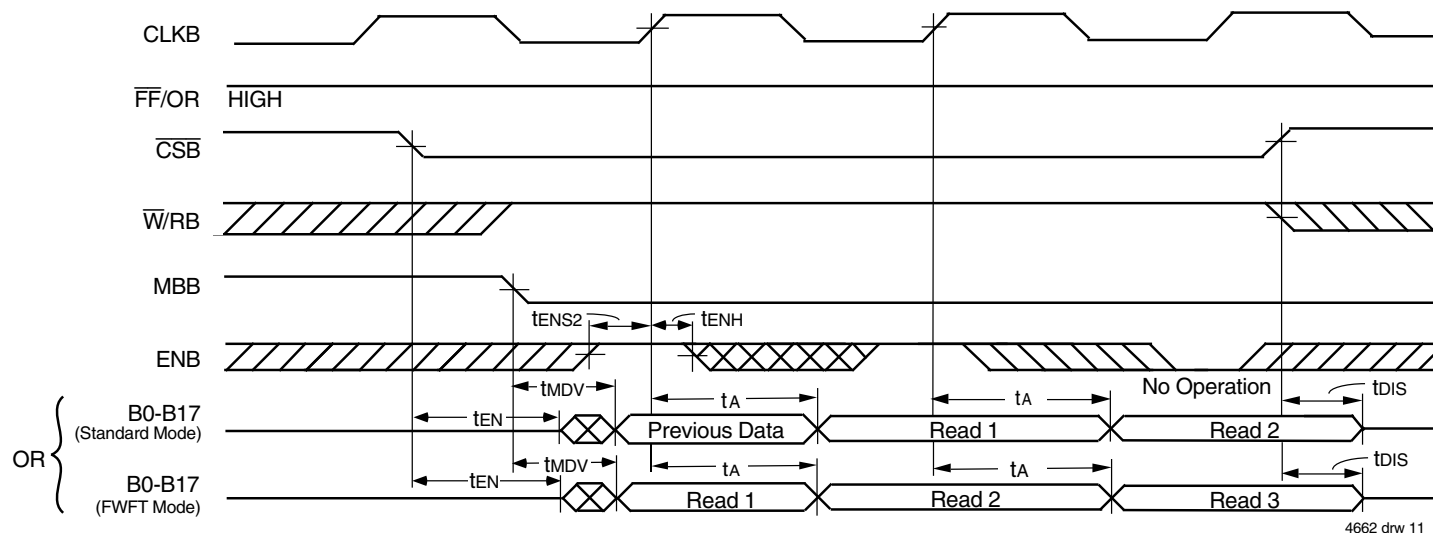 CLKB
FF/OR HIGH
CSB
W/RB
MBB
tENS2 tENH
ENB
No Operation
tMDV tA tA tDIS
B0-B17
(Standard Mode)
tEN Previous Data Read 1 Read 2
OR
tMDV tA tA tDIS
B0-B17
(FWFT Mode)
tEN Read 1 Read 2 Read 3
4662 drw 11